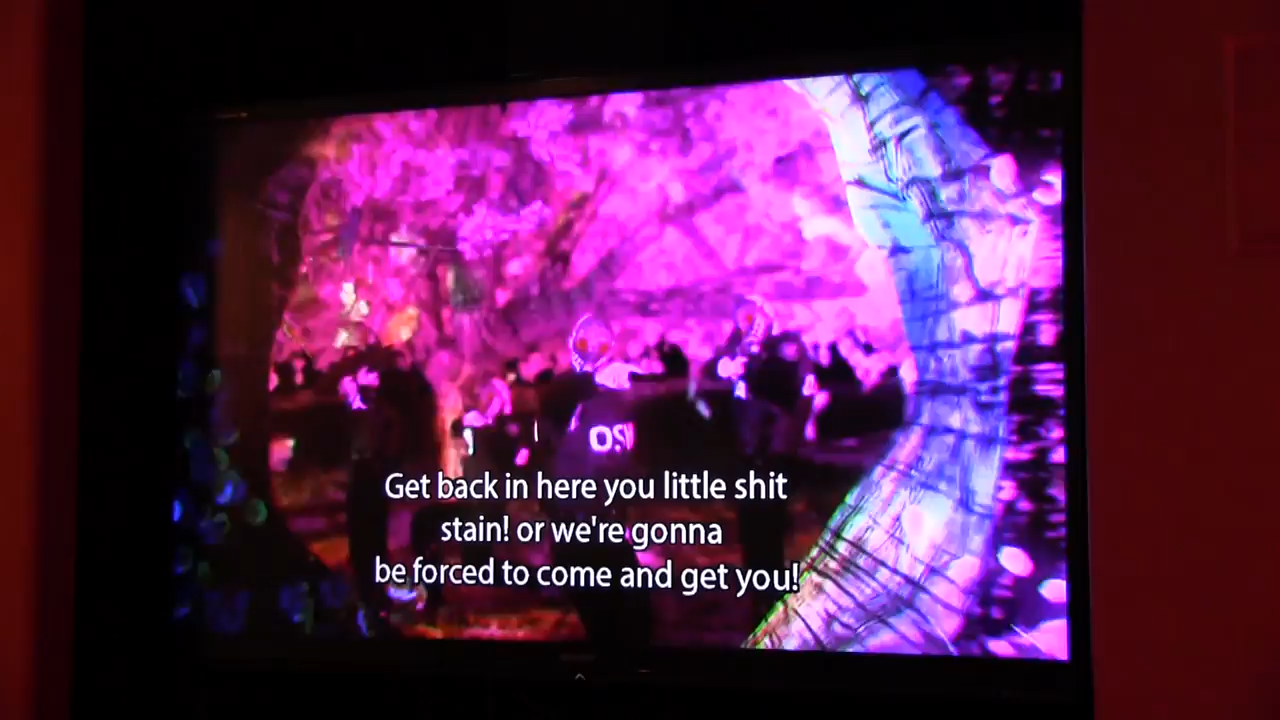 OSI
Get back in here you little shit
stain! or we're gonna
be forced to come and get you!